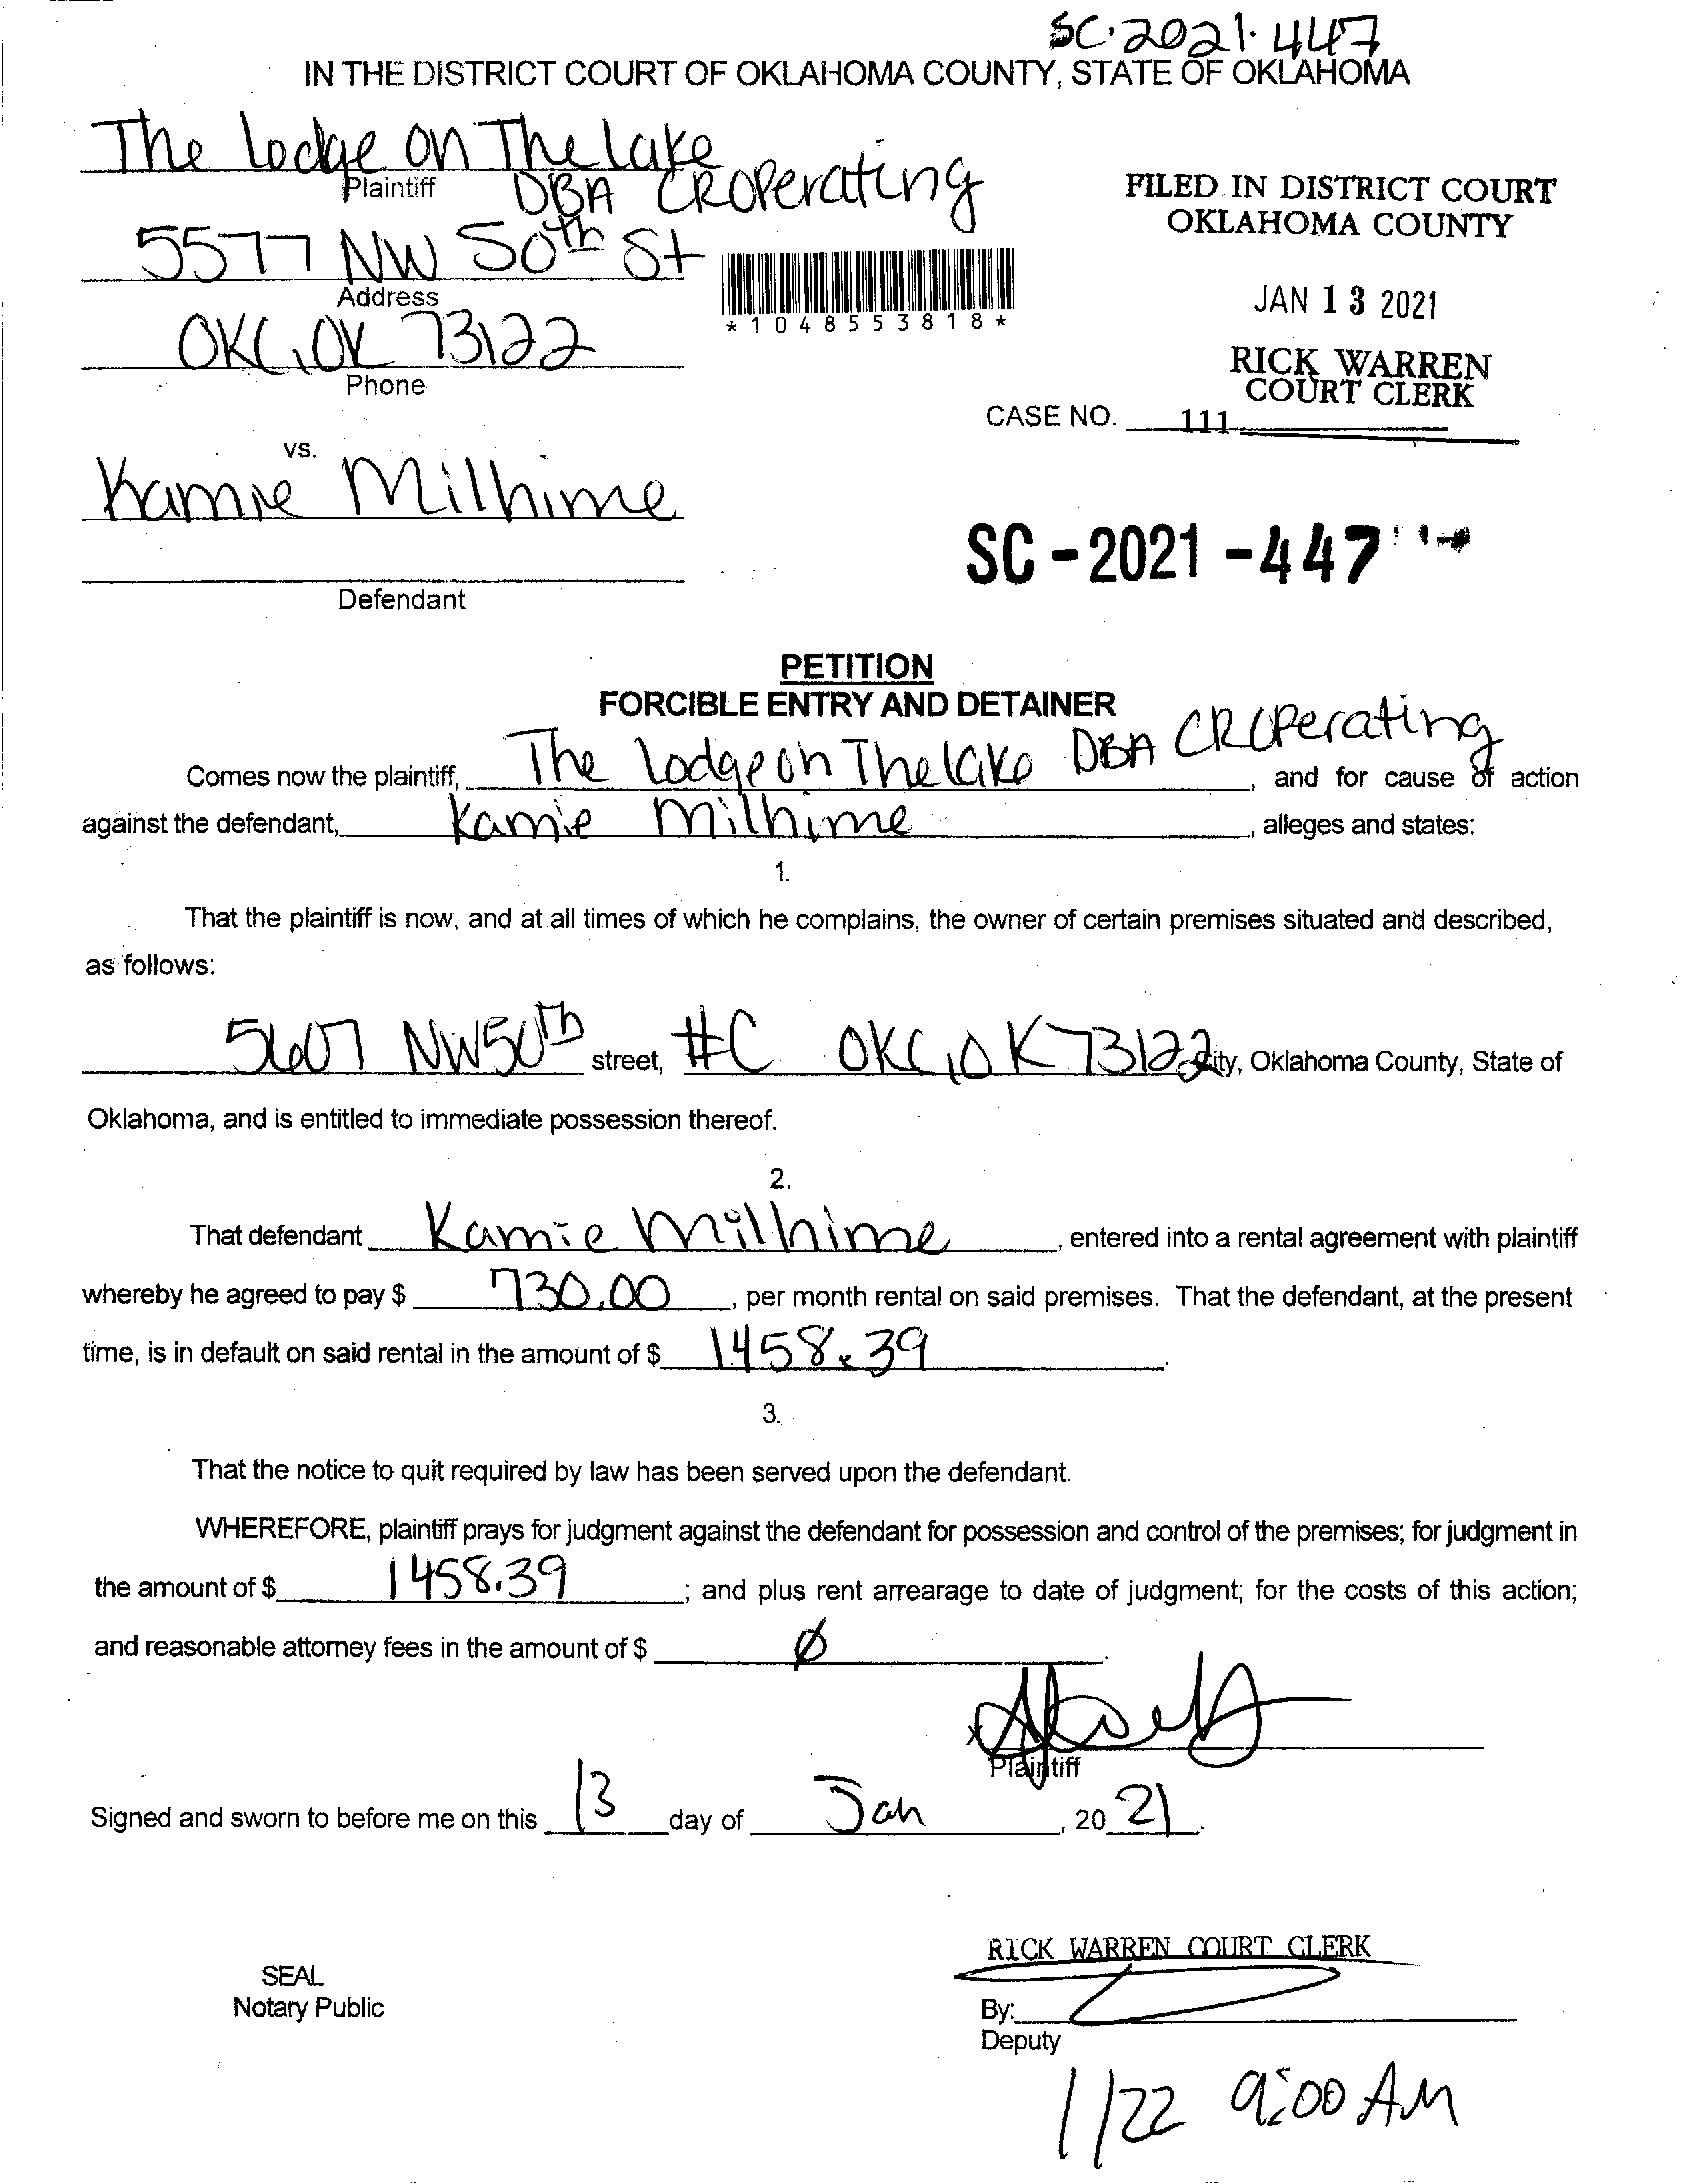 SC-2021-447
IN THE DISTRICT COURT OF OKLAHOMA COUNTY, STATE OF OKLAHOMA
The Lodge on The Lake
Plaintiff
DBA CROperating
5577 NW 50th St
Address
OKC, OK 73122
Phone
*1048553818*
FILED IN DISTRICT COURT
OKLAHOMA COUNTY
JAN 13 2021
RICK WARREN
COURT CLERK
CASE NO. 111
vs.
Kamie Milhime
Defendant
SC-2021-447
PETITION
FORCIBLE ENTRY AND DETAINER
Comes now the plaintiff, The Lodge on The Lake DBA CROperating, and for cause of action
against the defendant, Kamie Milhime, alleges and states:
1.
That the plaintiff is now, and at all times of which he complains, the owner of certain premises situated and described,
as follows:
5607 NW 50th street, #C OKC, OK 73122 City, Oklahoma County, State of
Oklahoma, and is entitled to immediate possession thereof.
2.
That defendant Kamie Milhime, entered into a rental agreement with plaintiff
whereby he agreed to pay $ 730.00, per month rental on said premises. That the defendant, at the present
time, is in default on said rental in the amount of $ 1458.39.
3.
That the notice to quit required by law has been served upon the defendant.
WHEREFORE, plaintiff prays for judgment against the defendant for possession and control of the premises; for judgment in
the amount of $ 1458.39; and plus rent arrearage to date of judgment; for the costs of this action;
and reasonable attorney fees in the amount of $ Ø.
x
Plaintiff
Signed and sworn to before me on this 13 day of Jan, 20 21.
RICK WARREN COURT CLERK
SEAL
Notary Public
By:
Deputy
1/22 9:00 AM